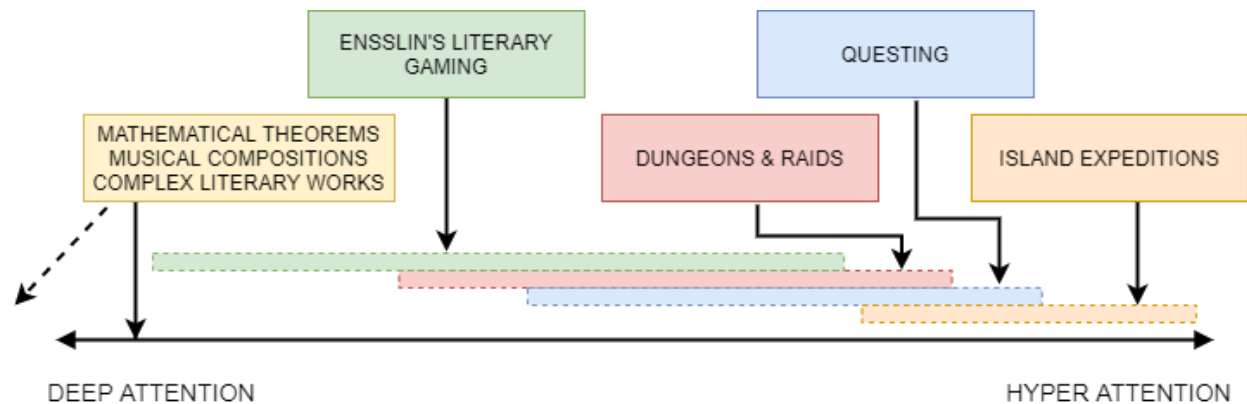 ENSSLIN'S LITERARY
GAMING
QUESTING
MATHEMATICAL THEOREMS
MUSICAL COMPOSITIONS
COMPLEX LITERARY WORKS
DUNGEONS & RAIDS
ISLAND EXPEDITIONS
DEEP ATTENTION
HYPER ATTENTION